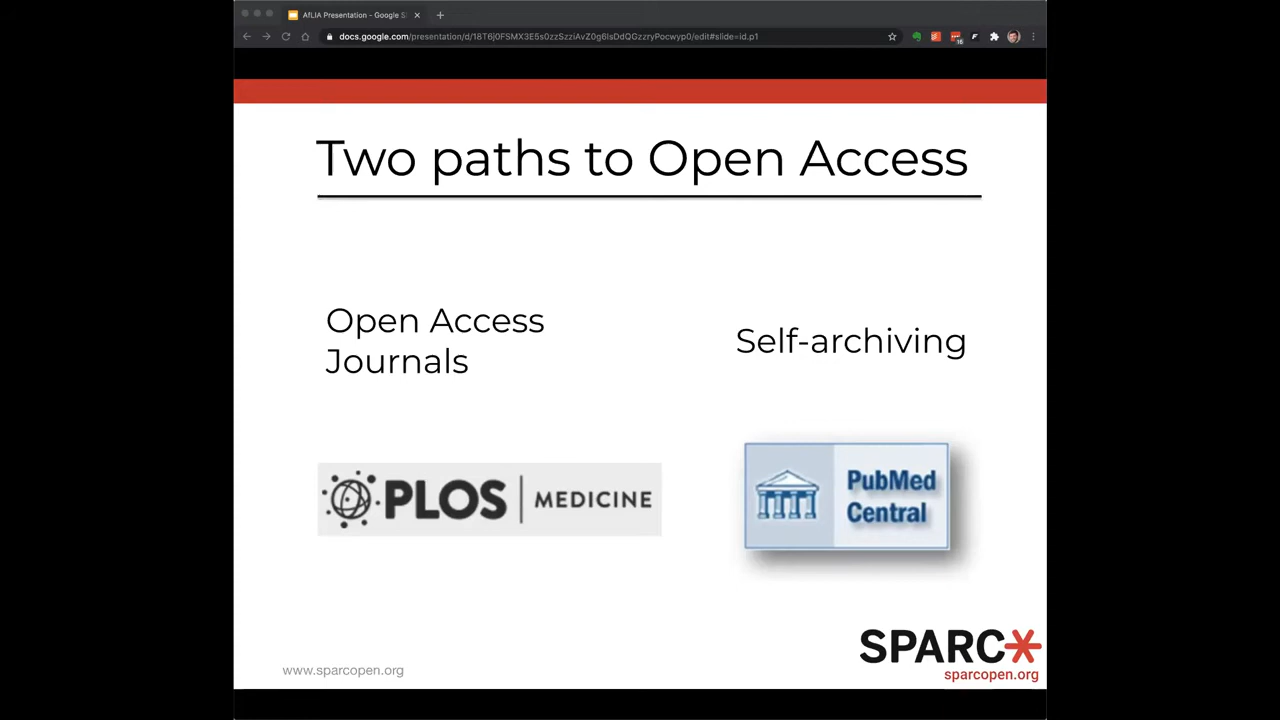 AfLIA Presentation - Google S
docs.google.com/presentation/d/18T6j0FSMX3E5s0zzSzziAvZ0g6lsDdQGzzryPocwyp0/edit#slide=id.p1
Two paths to Open Access
Open Access
Journals
Self-archiving
PLOS MEDICINE
PubMed
Central
SPARC
sparcopen.org
www.sparcopen.org